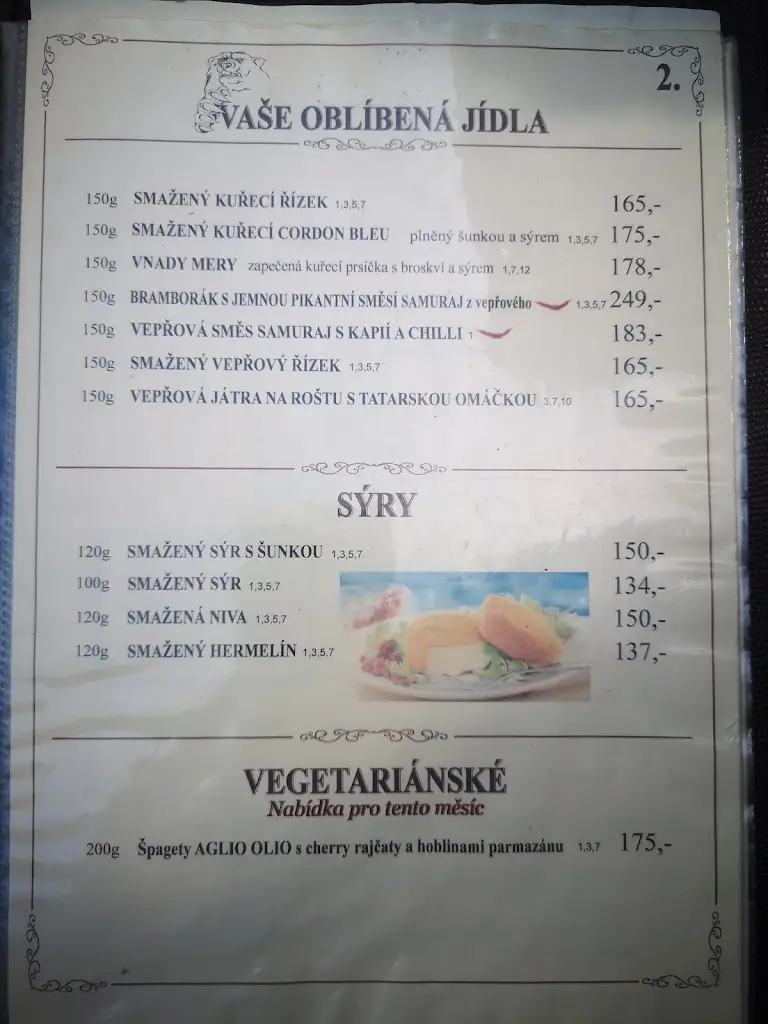 2.
VAŠE OBLÍBENÁ JÍDLA
150g SMAŽENÝ KUŘECÍ ŘÍZEK 1,3,5,7 165,-
150g SMAŽENÝ KUŘECÍ CORDON BLEU plněný šunkou a sýrem 1,3,5,7 175,-
150g VNADY MERY zapečená kuřecí prsíčka s broskví a sýrem 1,7,12 178,-
150g BRAMBORÁK S JEMNOU PIKANTNÍ SMĚSÍ SAMURAJ z vepřového 1,3,5,7 249,-
150g VEPŘOVÁ SMĚS SAMURAJ S KAPIÍ A CHILLI 1 183,-
150g SMAŽENÝ VEPŘOVÝ ŘÍZEK 1,3,5,7 165,-
150g VEPŘOVÁ JÁTRA NA ROŠTU S TATARSKOU OMÁČKOU 3,7,10 165,-
SÝRY
120g SMAŽENÝ SÝR S ŠUNKOU 1,3,5,7 150,-
100g SMAŽENÝ SÝR 1,3,5,7 134,-
120g SMAŽENÁ NIVA 1,3,5,7 150,-
120g SMAŽENÝ HERMELÍN 1,3,5,7 137,-
VEGETARIÁNSKÉ
Nabídka pro tento měsíc
200g Špagety AGLIO OLIO s cherry rajčaty a hoblinami parmazánu 1,3,7 175,-